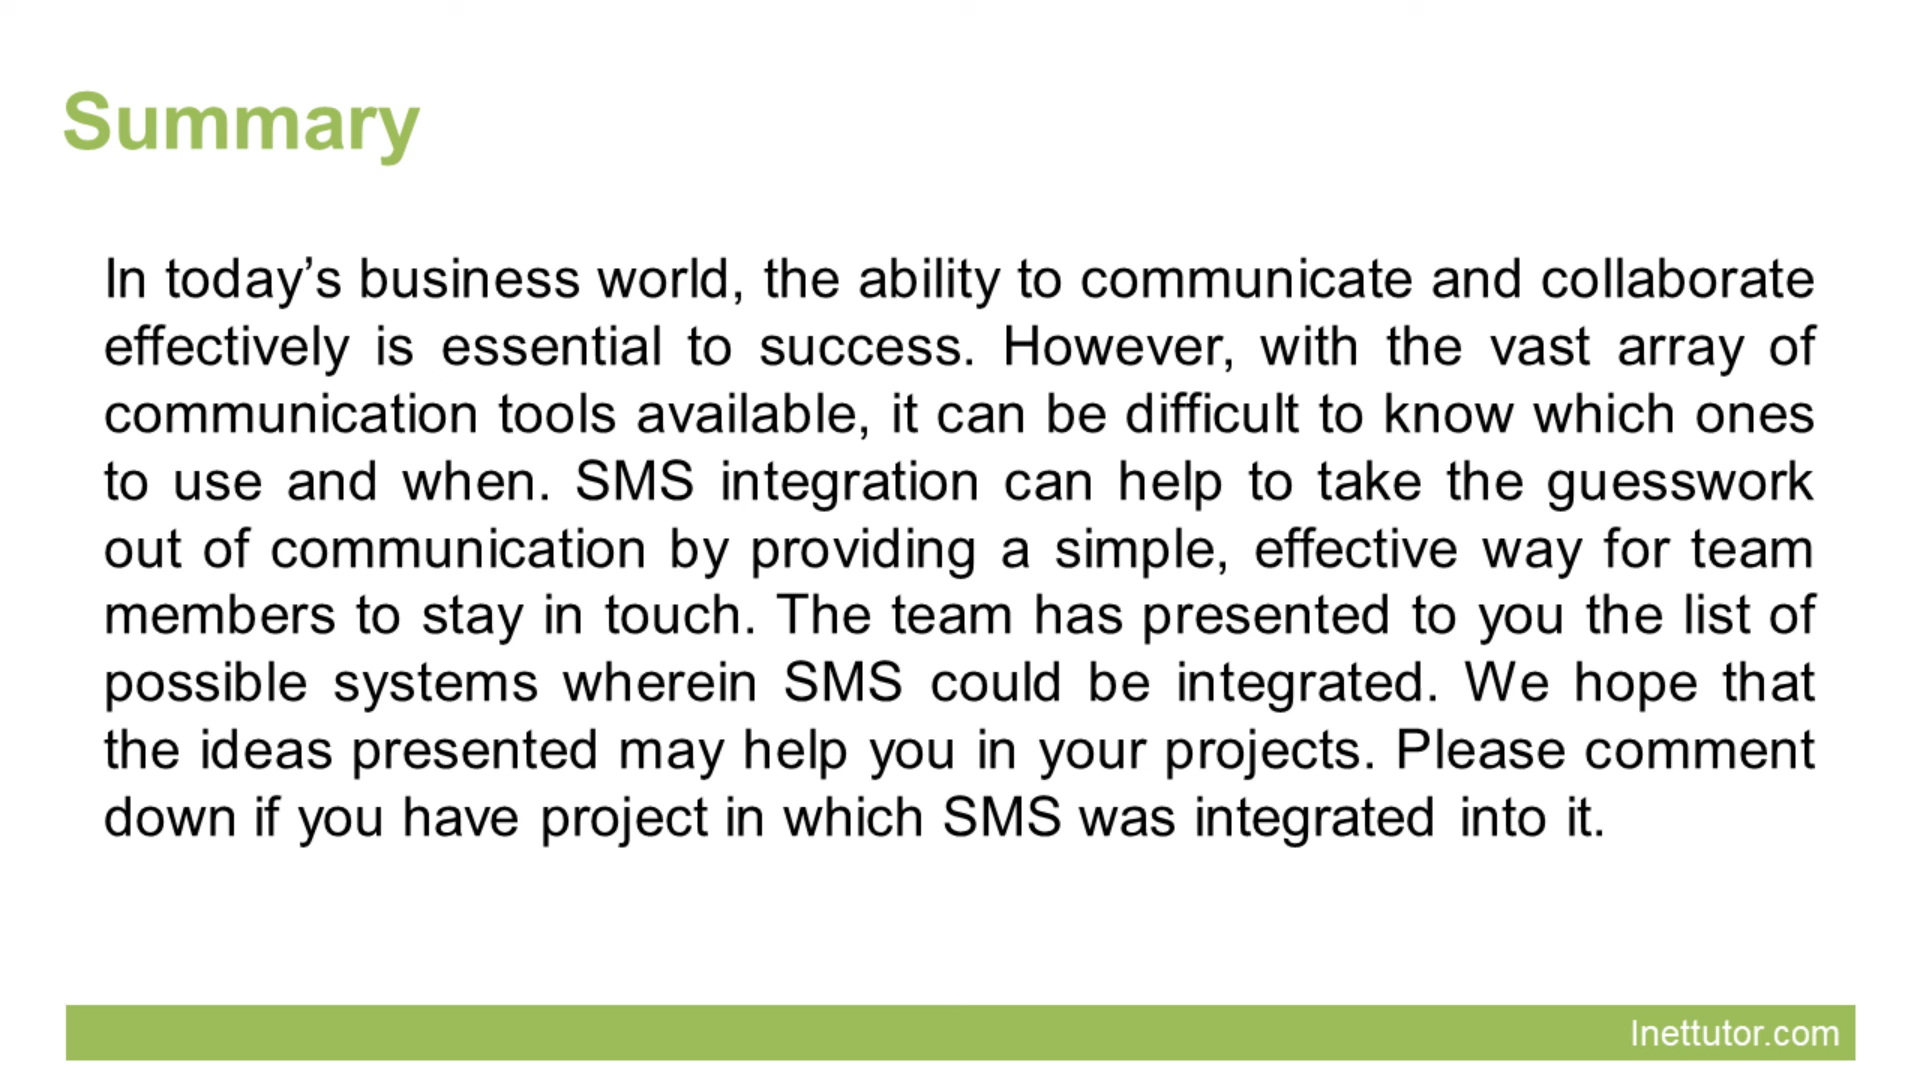 Summary
In today’s business world, the ability to communicate and collaborate
effectively is essential to success. However, with the vast array of
communication tools available, it can be difficult to know which ones
to use and when. SMS integration can help to take the guesswork
out of communication by providing a simple, effective way for team
members to stay in touch. The team has presented to you the list of
possible systems wherein SMS could be integrated. We hope that
the ideas presented may help you in your projects. Please comment
down if you have project in which SMS was integrated into it.
Inettutor.com